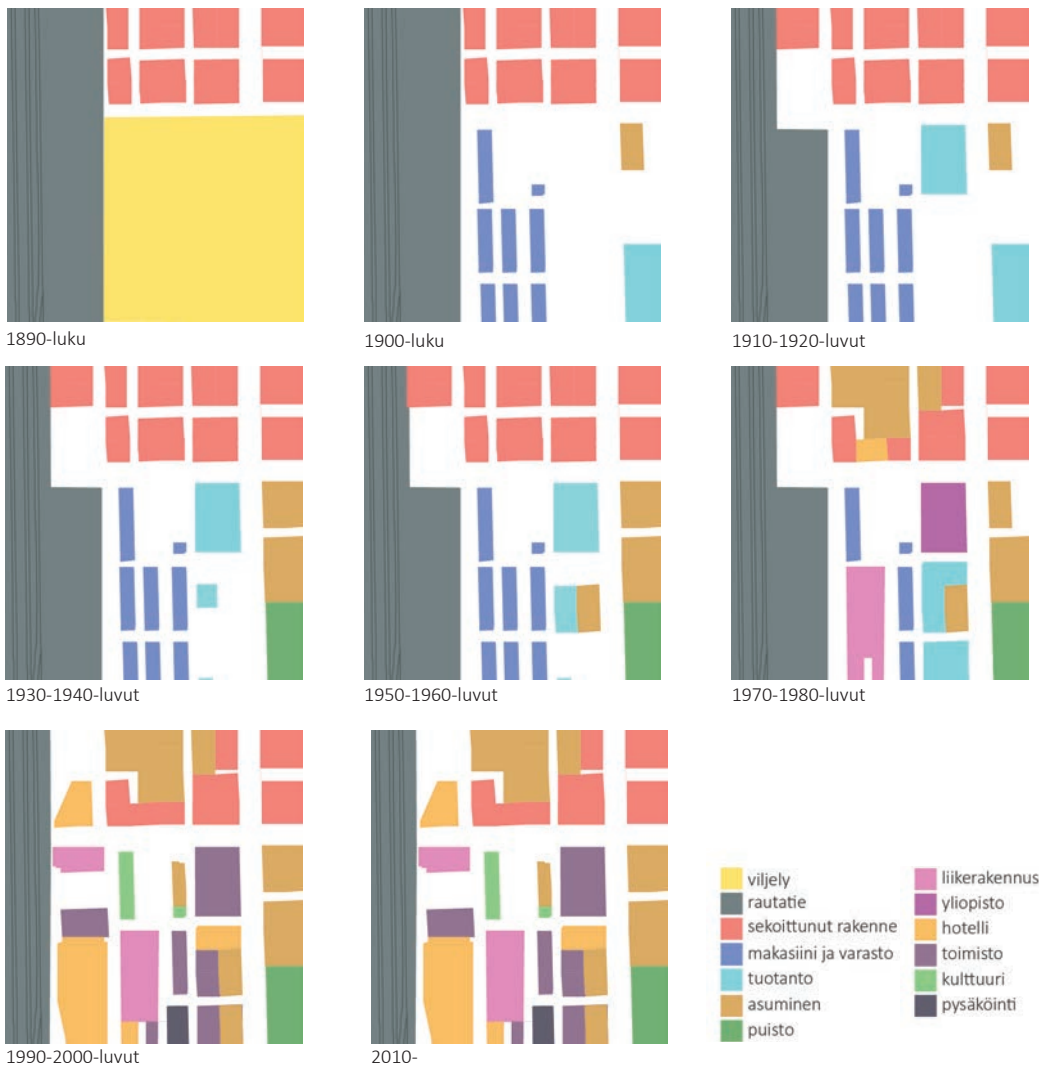 1890-luku
1900-luku
1910-1920-luvut
1930-1940-luvut
1950-1960-luvut
1970-1980-luvut
1990-2000-luvut
2010-
viljely
rautatie
sekoittunut rakenne
makasiini ja varasto
tuotanto
asuminen
puisto
liikerakennus
yliopisto
hotelli
toimisto
kulttuuri
pysäköinti